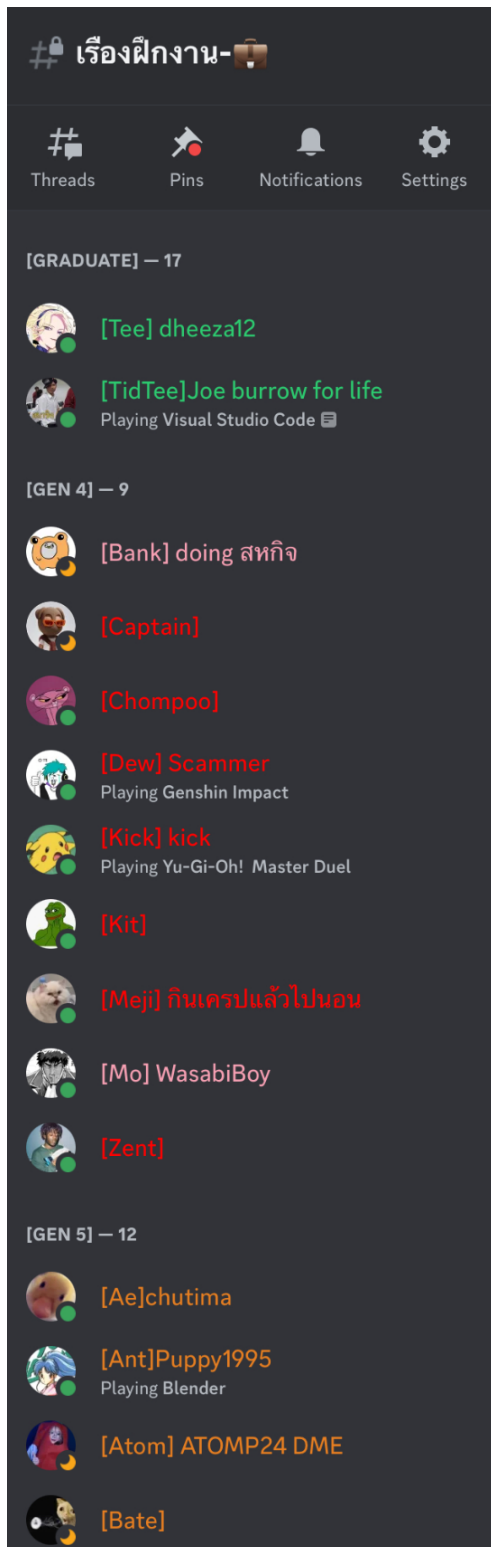 เรื่องฝึกงาน-💼
Threads
Pins
Notifications
Settings
[GRADUATE] — 17
[Tee] dheeza12
[TidTee]Joe burrow for life
Playing Visual Studio Code
[GEN 4] — 9
[Bank] doing สหกิจ
[Captain]
[Chompoo]
[Dew] Scammer
Playing Genshin Impact
[Kick] kick
Playing Yu-Gi-Oh! Master Duel
[Kit]
[Meji] กินเครปแล้วไปนอน
[Mo] WasabiBoy
[Zent]
[GEN 5] — 12
[Ae]chutima
[Ant]Puppy1995
Playing Blender
[Atom] ATOMP24 DME
[Bate]